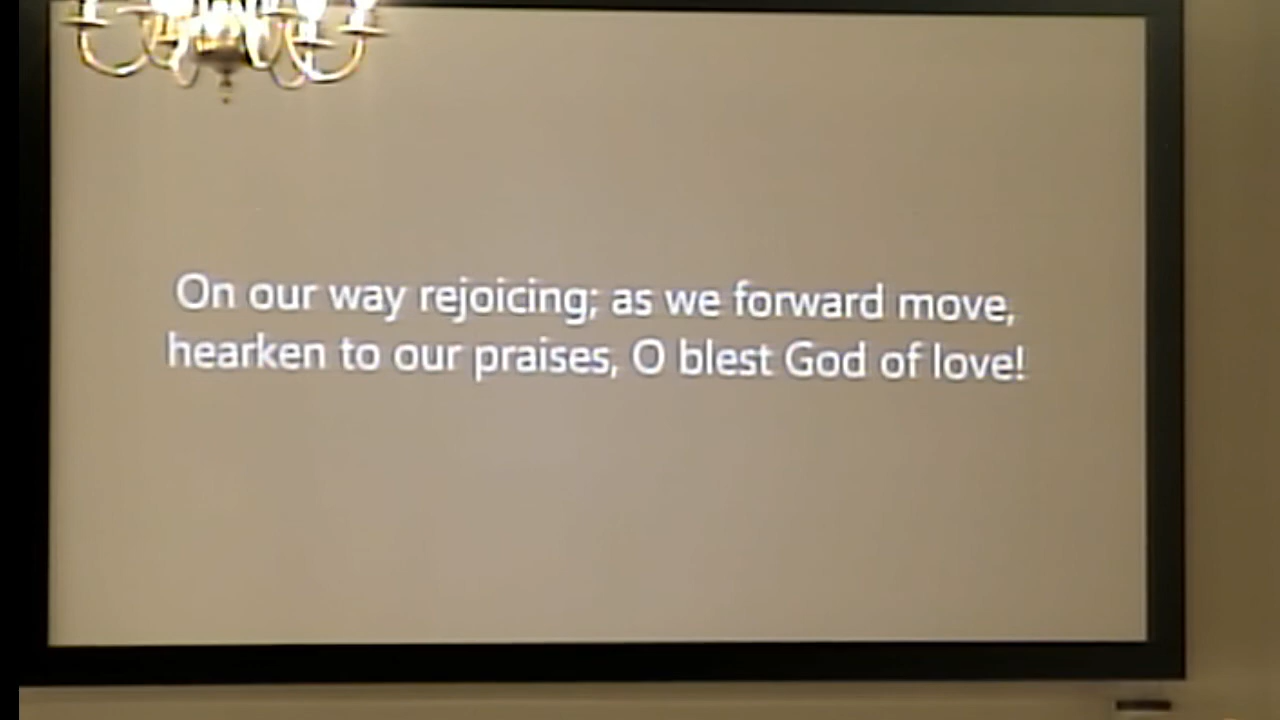 On our way rejoicing; as we forward move,
hearken to our praises, O blest God of love!